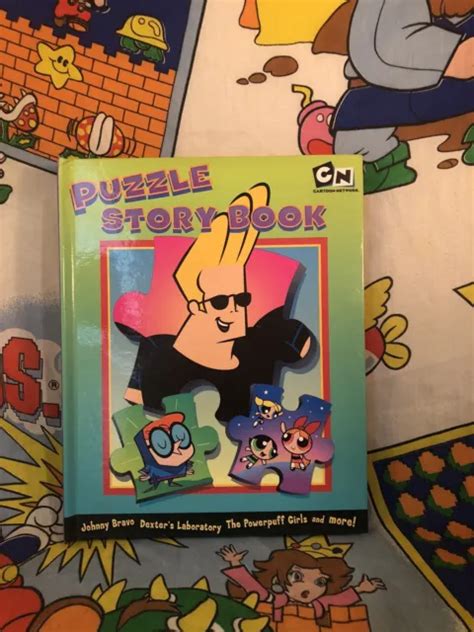 PUZZLE
STORY BOOK
CN
CARTOON NETWORK
S.®
Johnny Bravo Dexter's Laboratory The Powerpuff Girls and more!